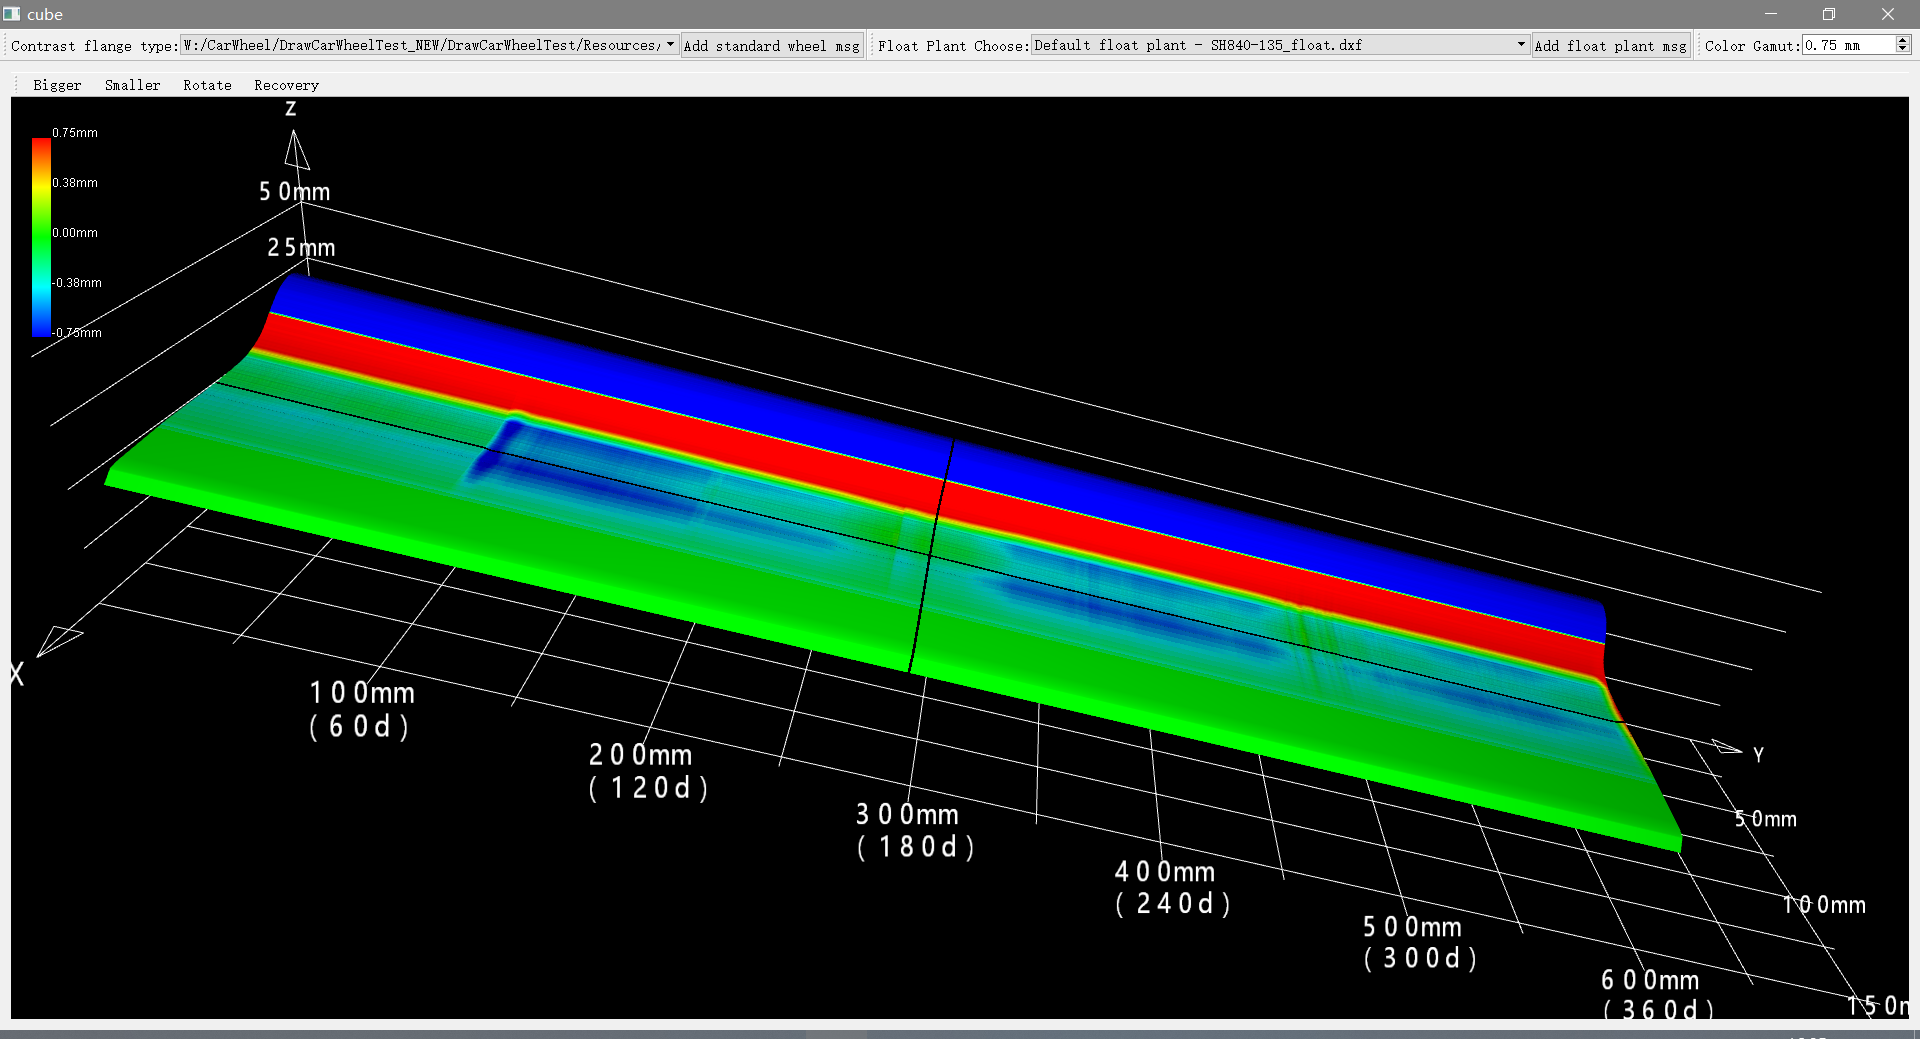 cube
Contrast flange type: W:/CarWheel/DrawCarWheelTest_NEW/DrawCarWheelTest/Resources/ Add standard wheel msg Float Plant Choose: Default float plant - SH840-135_float.dxf Add float plant msg Color Gamut: 0.75 mm
Bigger Smaller Rotate Recovery
Z
0.75mm
0.38mm
0.00mm
-0.38mm
-0.75mm
50mm
25mm
X
Y
100mm
(60d)
200mm
(120d)
300mm
(180d)
400mm
(240d)
500mm
(300d)
600mm
(360d)
50mm
100mm
150m